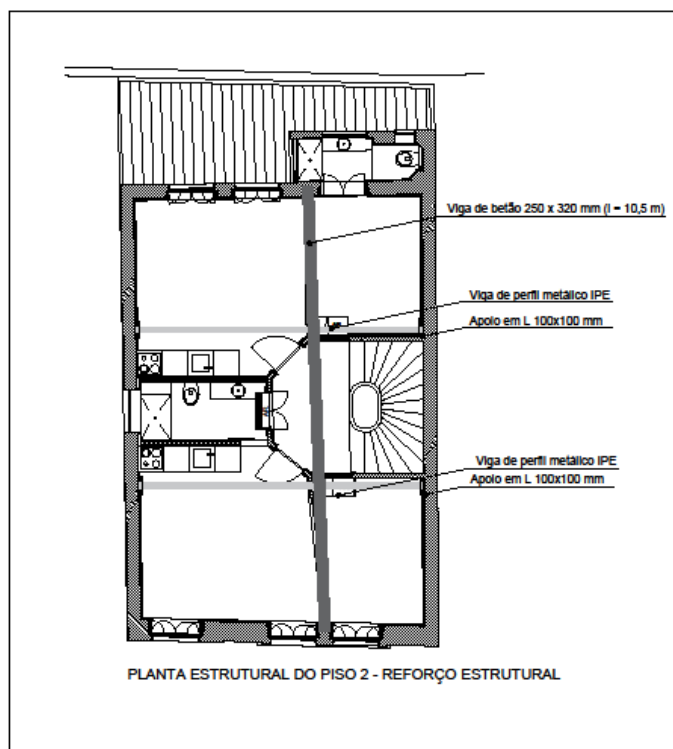 Viga de betão 250 x 320 mm (l = 10,5 m)
Viga de perfil metálico IPE
Apoio em L 100x100 mm
Viga de perfil metálico IPE
Apoio em L 100x100 mm
PLANTA ESTRUTURAL DO PISO 2 - REFORÇO ESTRUTURAL